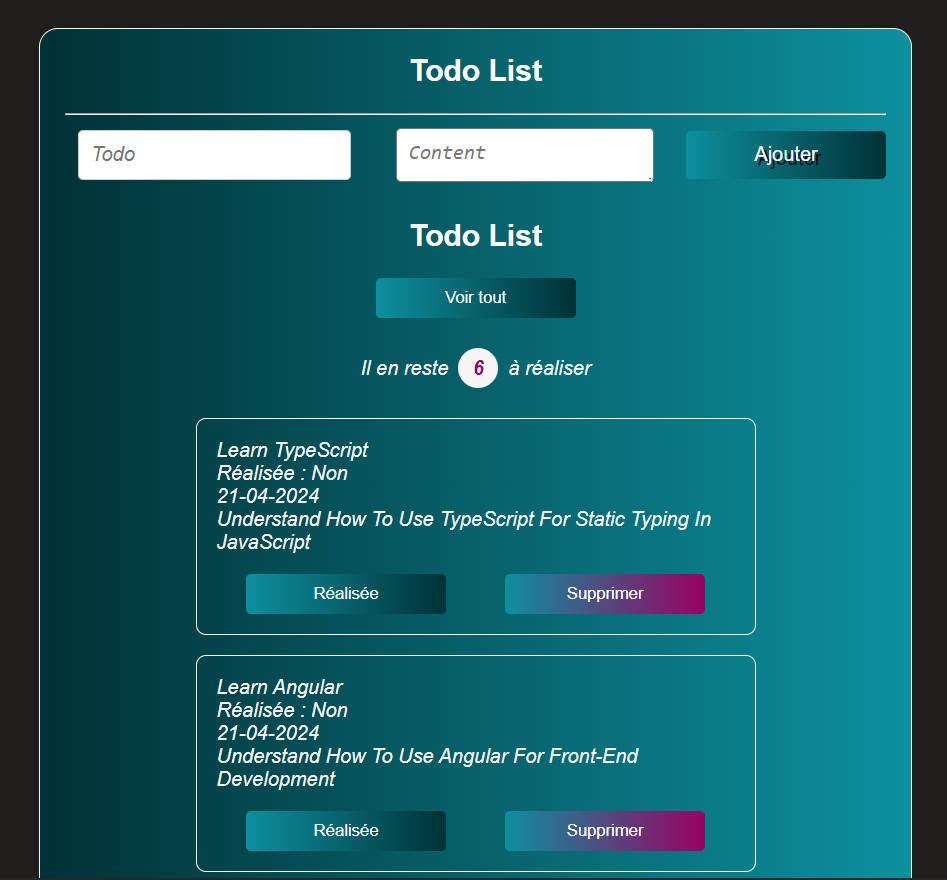 Todo List
Todo
Content
Ajouter
Todo List
Voir tout
Il en reste 6 à réaliser
Learn TypeScript
Réalisée : Non
21-04-2024
Understand How To Use TypeScript For Static Typing In
JavaScript
Réalisée Supprimer
Learn Angular
Réalisée : Non
21-04-2024
Understand How To Use Angular For Front-End
Development
Réalisée Supprimer